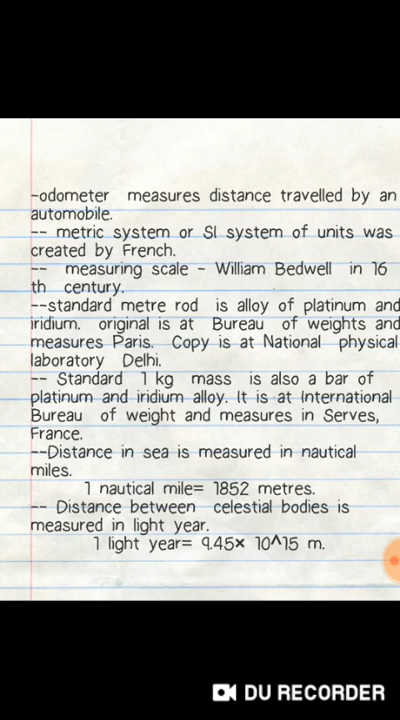 -odometer measures distance travelled by an
automobile.
-- metric system or SI system of units was
created by French.
-- measuring scale - William Bedwell in 16
th century.
--standard metre rod is alloy of platinum and
iridium. original is at Bureau of weights and
measures Paris. Copy is at National physical
laboratory Delhi.
-- Standard 1 kg mass is also a bar of
platinum and iridium alloy. It is at International
Bureau of weight and measures in Serves,
France.
--Distance in sea is measured in nautical
miles.
1 nautical mile= 1852 metres.
-- Distance between celestial bodies is
measured in light year.
1 light year= 9.45× 10^15 m.
DU RECORDER